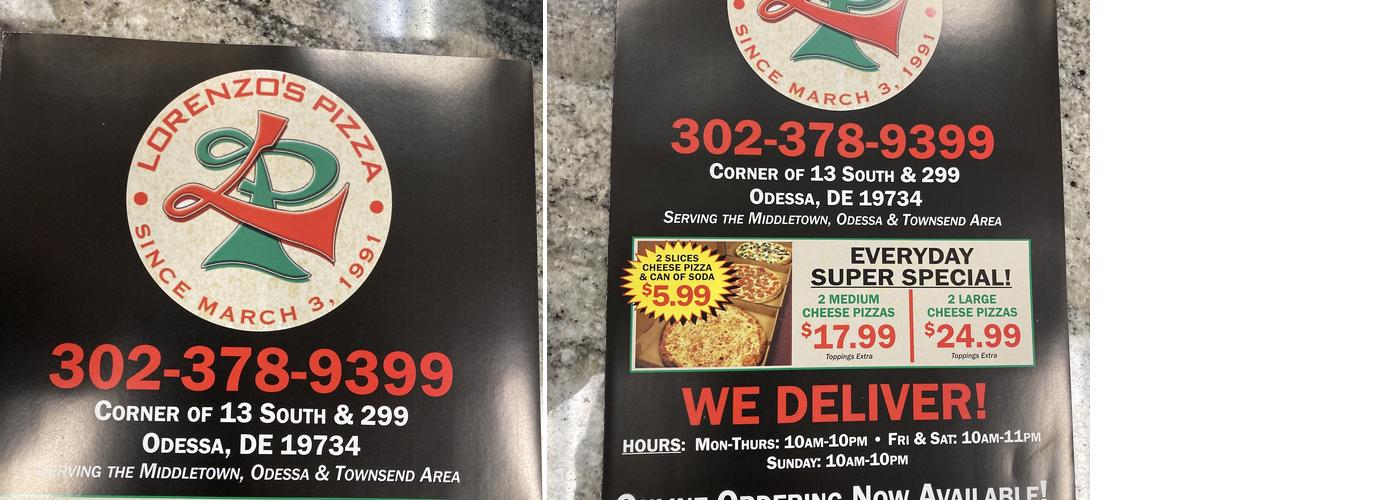 LORENZO'S PIZZA
SINCE MARCH 3, 1991
302-378-9399
CORNER OF 13 SOUTH & 299
ODESSA, DE 19734
SERVING THE MIDDLETOWN, ODESSA & TOWNSEND AREA
SINCE MARCH 3, 1991
302-378-9399
CORNER OF 13 SOUTH & 299
ODESSA, DE 19734
SERVING THE MIDDLETOWN, ODESSA & TOWNSEND AREA
2 SLICES
CHEESE PIZZA
& CAN OF SODA
$5.99
EVERYDAY
SUPER SPECIAL!
2 MEDIUM
CHEESE PIZZAS
$17.99
Toppings Extra
2 LARGE
CHEESE PIZZAS
$24.99
Toppings Extra
WE DELIVER!
HOURS: MON-THURS: 10AM-10PM • FRI & SAT: 10AM-11PM
SUNDAY: 10AM-10PM
ONLINE ORDERING NOW AVAILABLE!